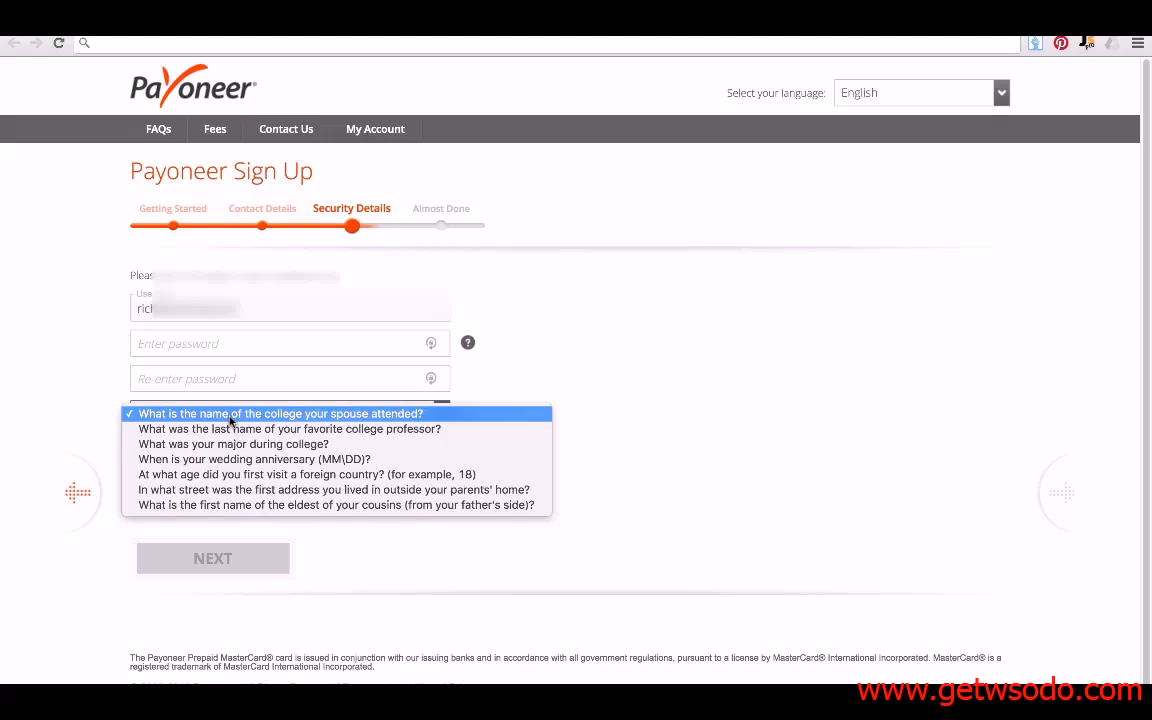 Payoneer
Select your language: English
FAQs Fees Contact Us My Account
Payoneer Sign Up
Getting Started Contact Details Security Details Almost Done
Enter password
Re-enter password
✓ What is the name of the college your spouse attended?
What was the last name of your favorite college professor?
What was your major during college?
When is your wedding anniversary (MM\DD)?
At what age did you first visit a foreign country? (for example, 18)
In what street was the first address you lived in outside your parents' home?
What is the first name of the eldest of your cousins (from your father's side)?
NEXT
The Payoneer Prepaid MasterCard® card is issued in conjunction with our issuing banks and in accordance with all government regulations, pursuant to a license by MasterCard® International Incorporated. MasterCard® is a
registered trademark of MasterCard International Incorporated.
www.getwsodo.com